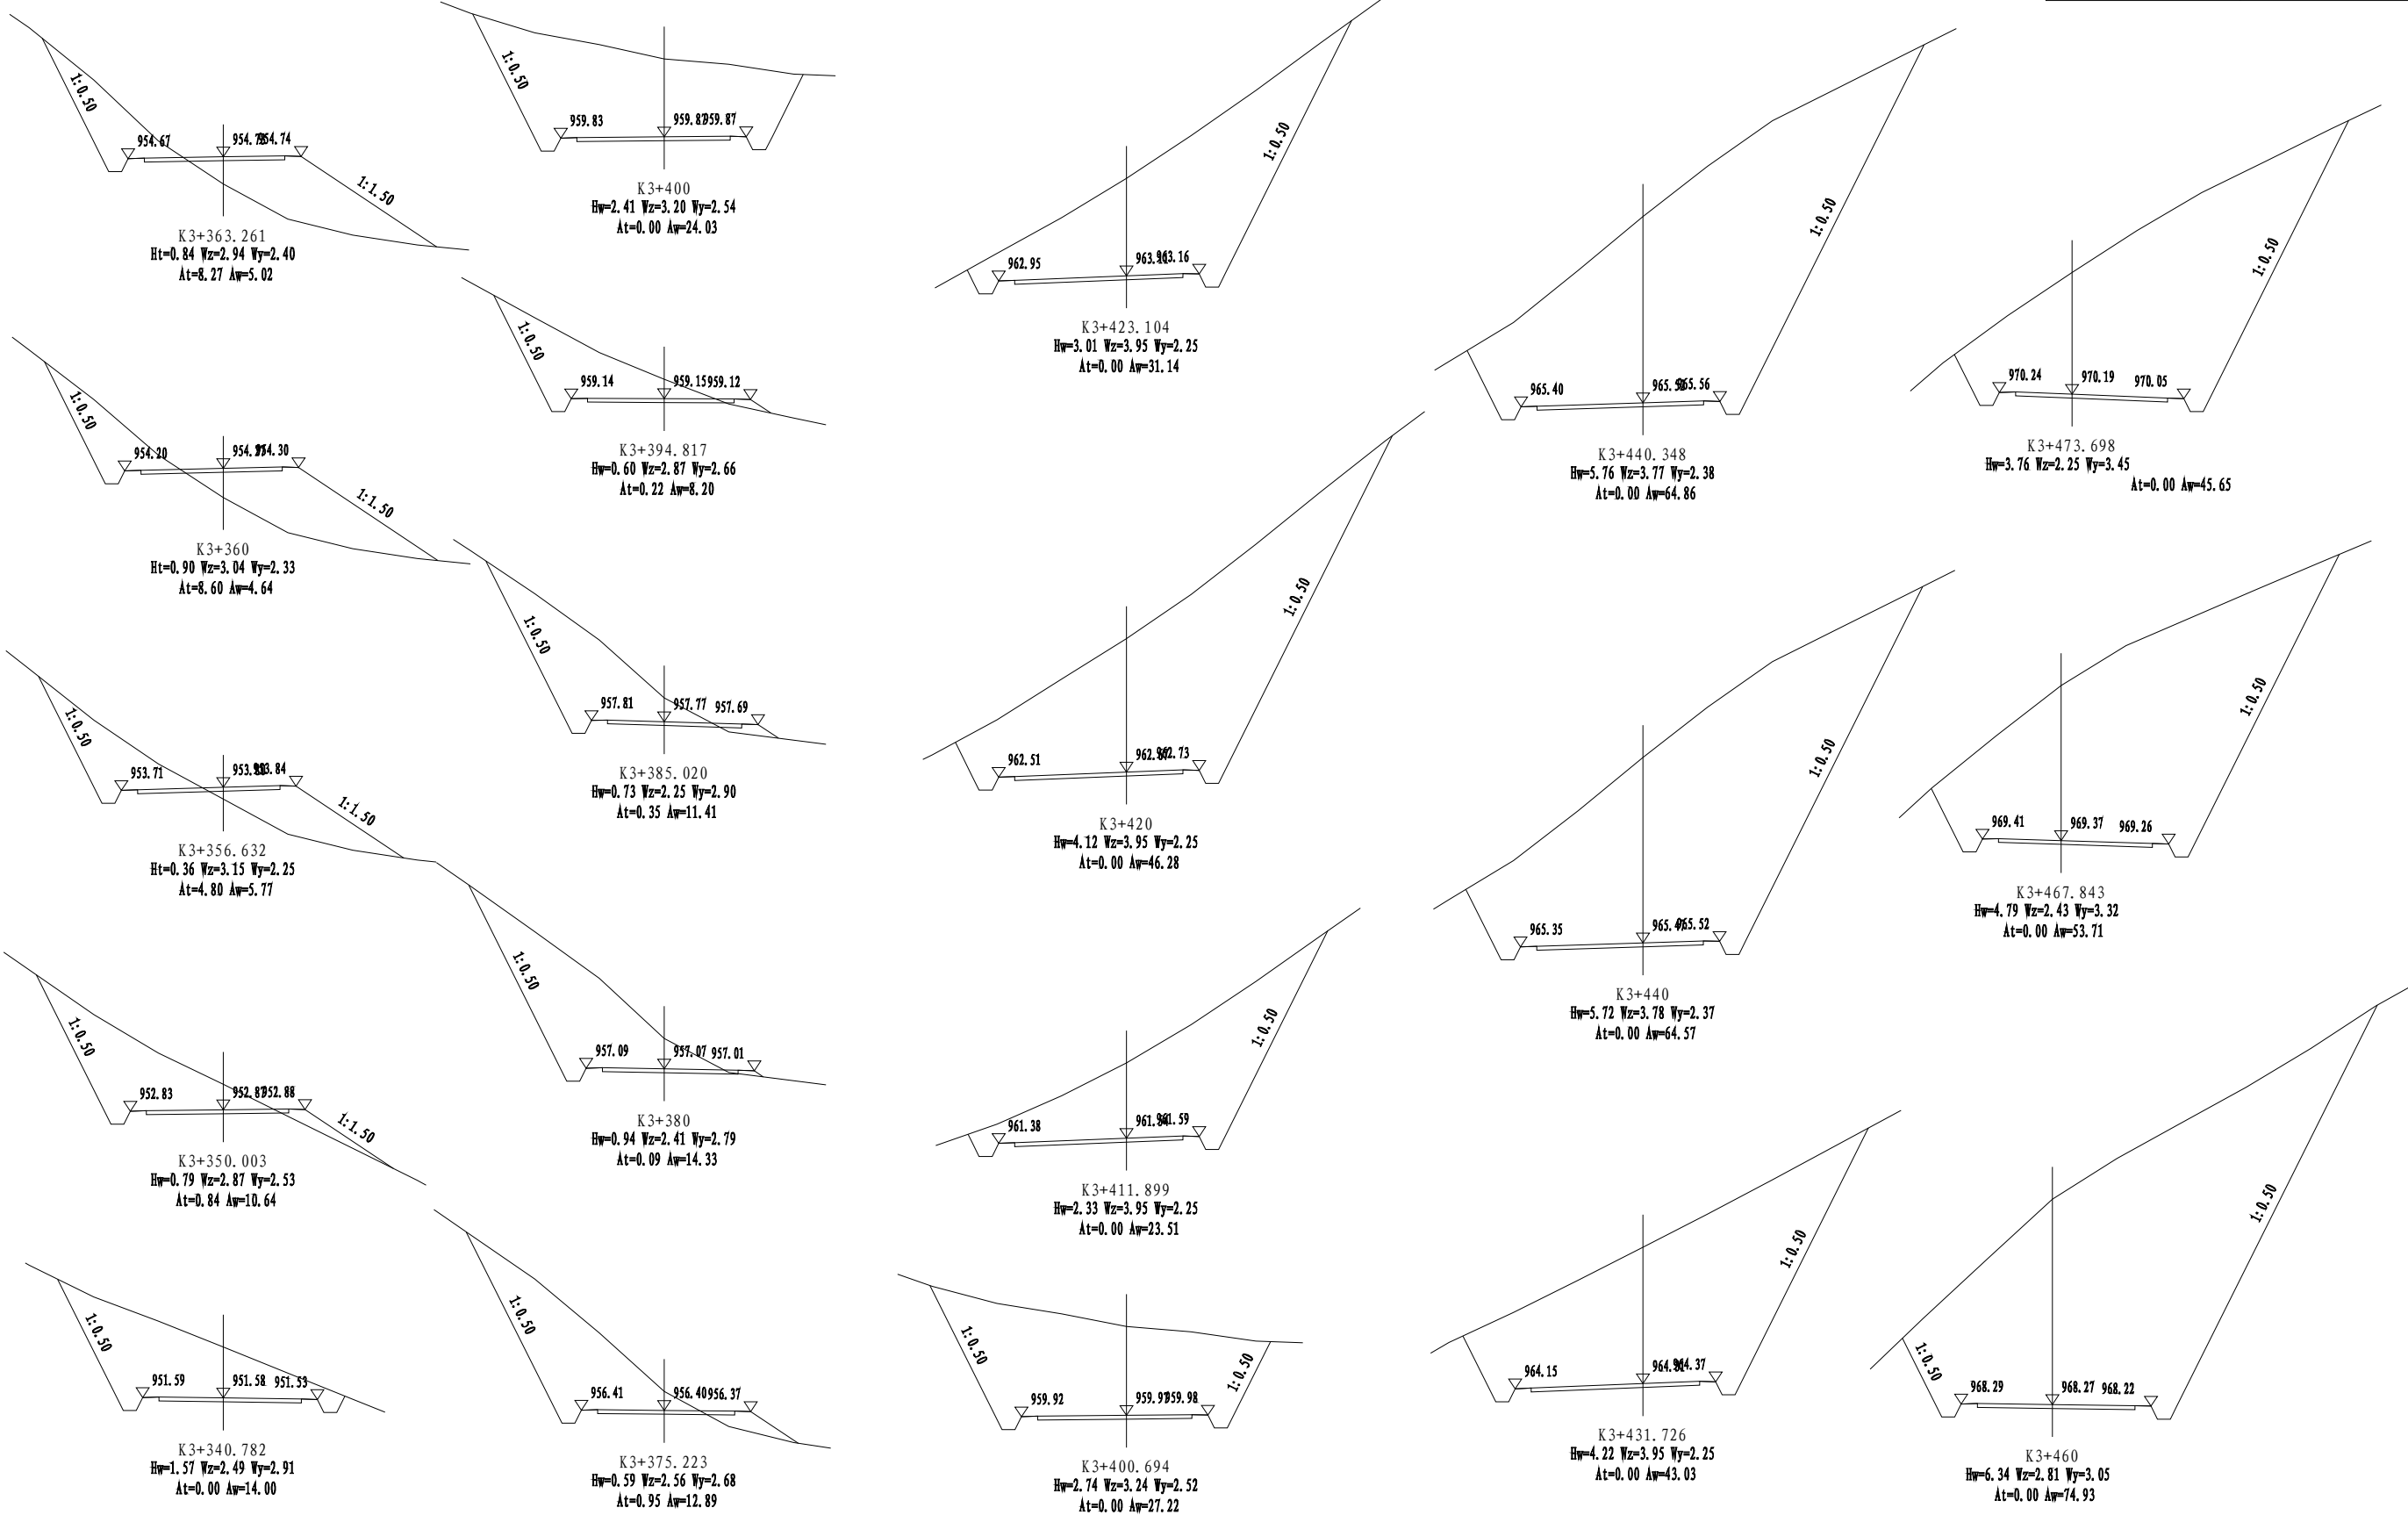 1:0.50
954.67 954.74
1:1.50
K3+363.261
Ht=0.84 Wz=2.94 Wy=2.40
At=8.27 Aw=5.02
1:0.50
954.20 954.30
1:1.50
K3+360
Ht=0.90 Wz=3.04 Wy=2.33
At=8.60 Aw=4.64
1:0.50
953.71 953.84
1:1.50
K3+356.632
Ht=0.36 Wz=3.15 Wy=2.25
At=4.80 Aw=5.77
1:0.50
952.83 952.88
1:1.50
K3+350.003
Hw=0.79 Wz=2.87 Wy=2.53
At=0.84 Aw=10.64
1:0.50
951.59 951.58 951.53
K3+340.782
Hw=1.57 Wz=2.49 Wy=2.91
At=0.00 Aw=14.00
1:0.50
959.83 959.87
K3+400
Hw=2.41 Wz=3.20 Wy=2.54
At=0.00 Aw=24.03
1:0.50
959.14 959.15 959.12
K3+394.817
Hw=0.60 Wz=2.87 Wy=2.66
At=0.22 Aw=8.20
1:0.50
957.81 957.77 957.69
K3+385.020
Hw=0.73 Wz=2.25 Wy=2.90
At=0.35 Aw=11.41
1:0.50
957.09 957.07 957.01
K3+380
Hw=0.94 Wz=2.41 Wy=2.79
At=0.09 Aw=14.33
1:0.50
956.41 956.40 956.37
K3+375.223
Hw=0.59 Wz=2.56 Wy=2.68
At=0.95 Aw=12.89
1:0.50
962.95 963.16
K3+423.104
Hw=3.01 Wz=3.95 Wy=2.25
At=0.00 Aw=31.14
1:0.50
962.51 962.73
K3+420
Hw=4.12 Wz=3.95 Wy=2.25
At=0.00 Aw=46.28
1:0.50
961.38 961.59
K3+411.899
Hw=2.33 Wz=3.95 Wy=2.25
At=0.00 Aw=23.51
1:0.50
1:0.50
959.92 959.98
K3+400.694
Hw=2.74 Wz=3.24 Wy=2.52
At=0.00 Aw=27.22
1:0.50
965.40 965.56
K3+440.348
Hw=5.76 Wz=3.77 Wy=2.38
At=0.00 Aw=64.86
1:0.50
965.35 965.52
K3+440
Hw=5.72 Wz=3.78 Wy=2.37
At=0.00 Aw=64.57
1:0.50
964.15 964.37
K3+431.726
Hw=4.22 Wz=3.95 Wy=2.25
At=0.00 Aw=43.03
1:0.50
970.24 970.19 970.05
K3+473.698
Hw=3.76 Wz=2.25 Wy=3.45
At=0.00 Aw=45.65
1:0.50
969.41 969.37 969.26
K3+467.843
Hw=4.79 Wz=2.43 Wy=3.32
At=0.00 Aw=53.71
1:0.50
1:0.50
968.29 968.27 968.22
K3+460
Hw=6.34 Wz=2.81 Wy=3.05
At=0.00 Aw=74.93